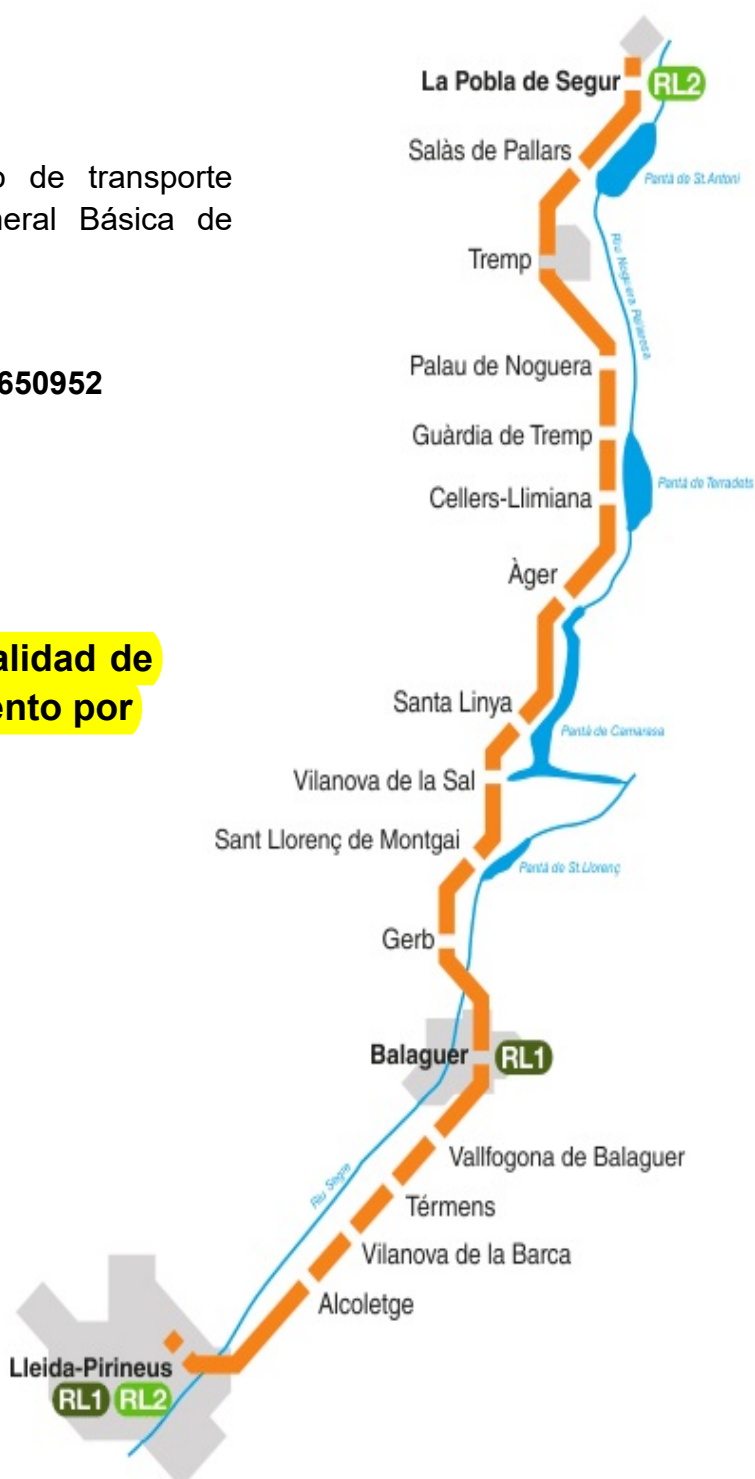 La Pobla de Segur RL2
Salàs de Pallars
Pantà de St.Antoni
o de transporte
neral Básica de
Tremp
Riu Noguera Pallaresa
Palau de Noguera
650952
Guàrdia de Tremp
Pantà de Terradets
Cellers-Llimiana
Àger
alidad de
ento por
Santa Linya
Pantà de Camarasa
Vilanova de la Sal
Sant Llorenç de Montgai
Pantà de St.Llorenç
Gerb
Balaguer RL1
Vallfogona de Balaguer
Riu Segre
Térmens
Vilanova de la Barca
Alcoletge
Lleida-Pirineus
RL1 RL2